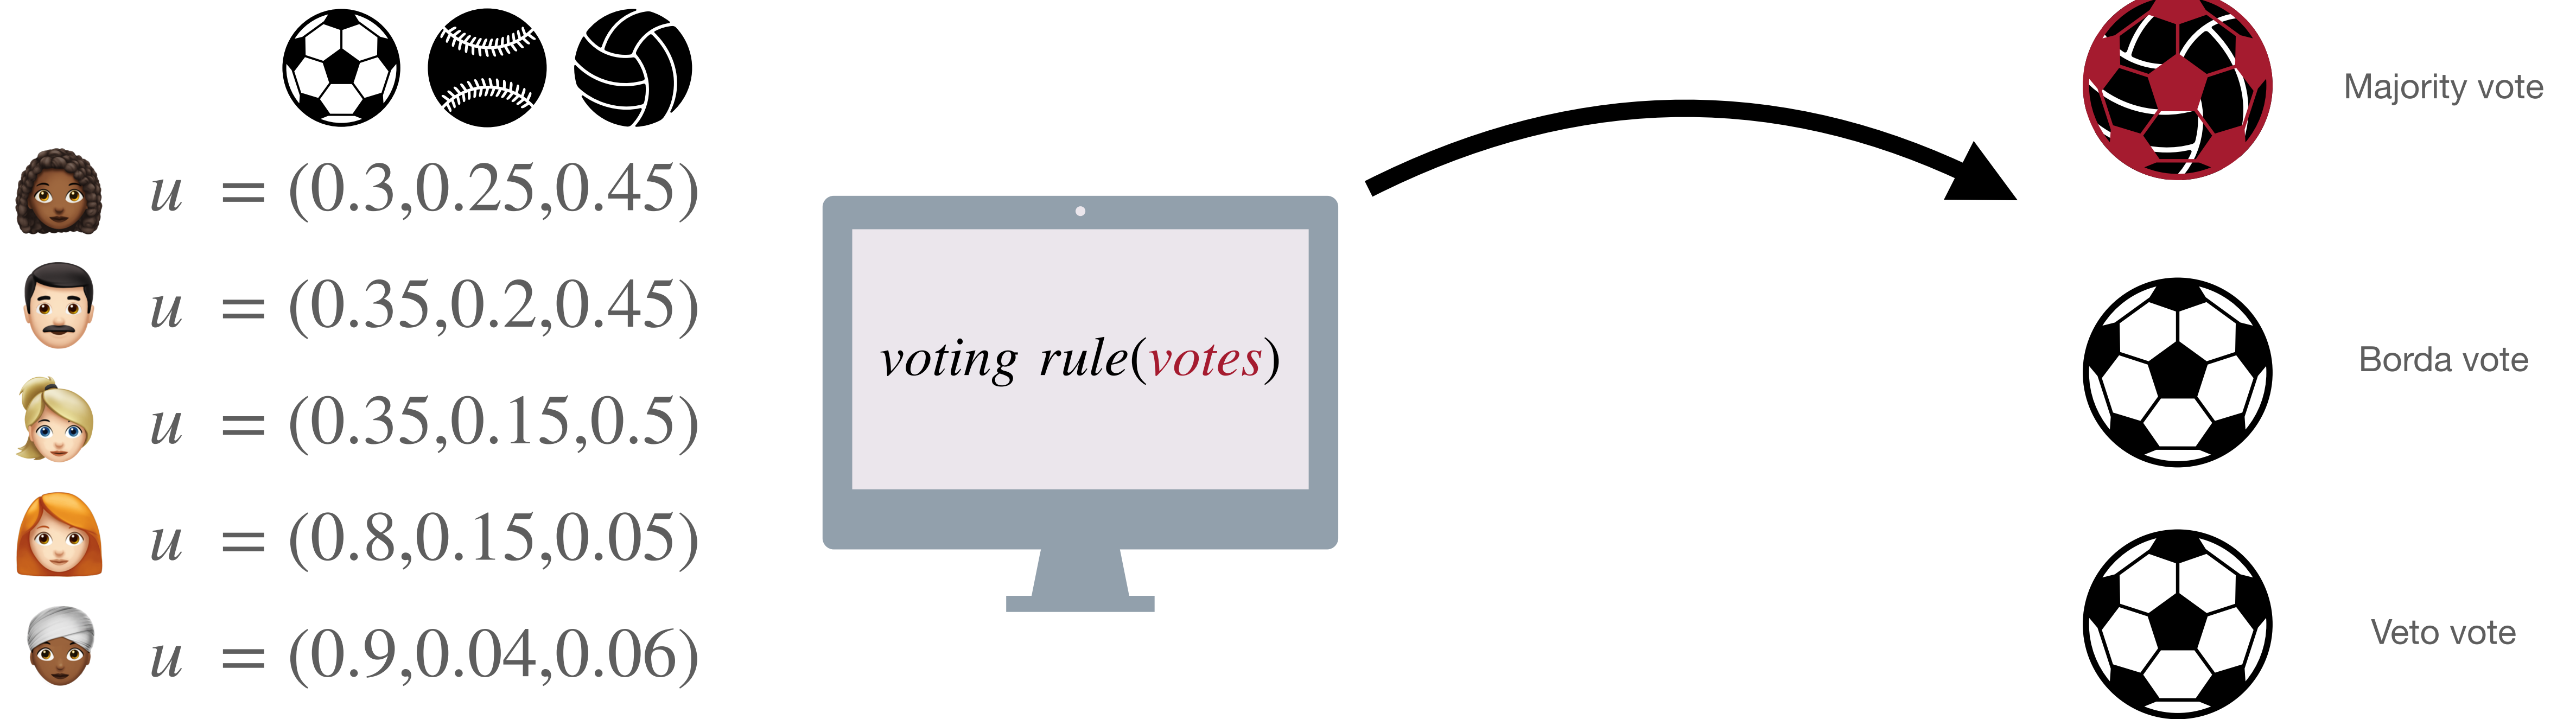 u = (0.3,0.25,0.45)
u = (0.35,0.2,0.45)
u = (0.35,0.15,0.5)
u = (0.8,0.15,0.05)
u = (0.9,0.04,0.06)
voting rule(votes)
Majority vote
Borda vote
Veto vote